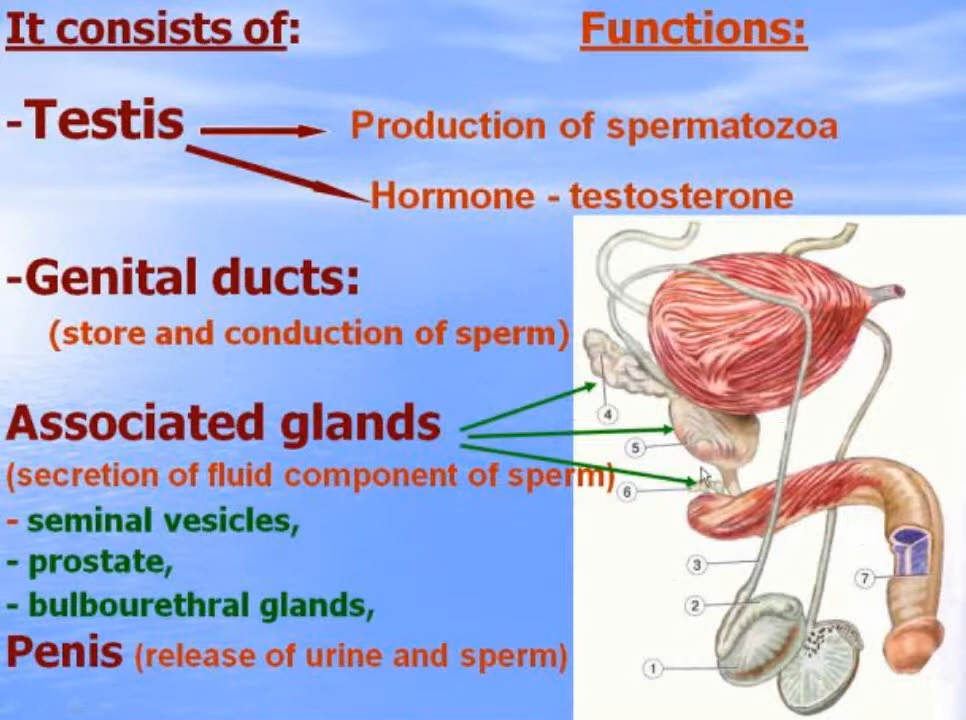 It consists of:
Functions:
-Testis
Production of spermatozoa
Hormone - testosterone
-Genital ducts:
(store and conduction of sperm)
Associated glands
(secretion of fluid component of sperm)
- seminal vesicles,
- prostate,
- bulbourethral glands,
Penis (release of urine and sperm)
4
5
6
3
7
2
1